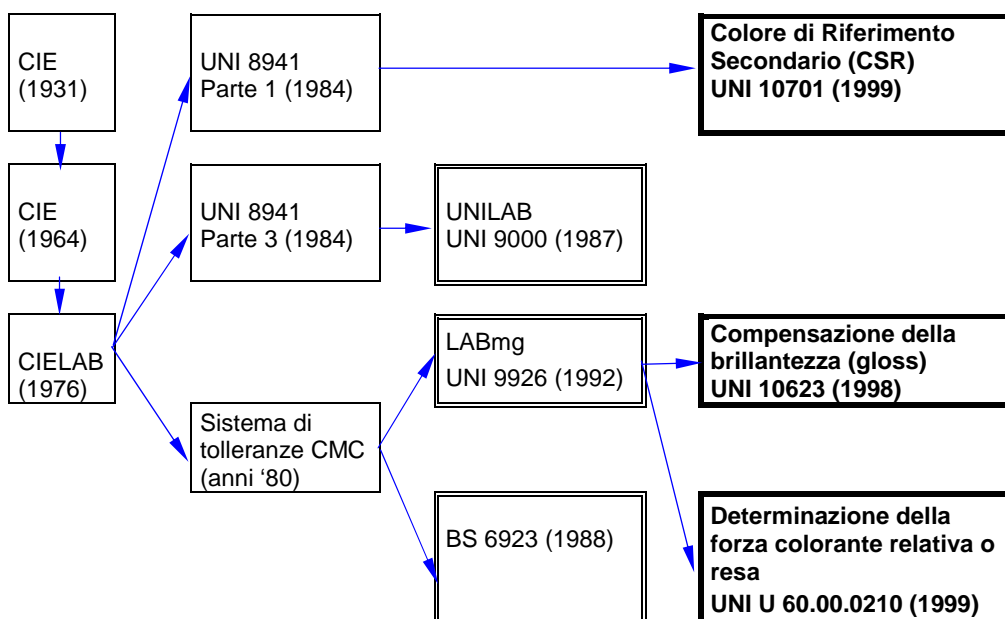 CIE
(1931)
UNI 8941
Parte 1 (1984)
Colore di Riferimento
Secondario (CSR)
UNI 10701 (1999)
CIE
(1964)
UNI 8941
Parte 3 (1984)
UNILAB
UNI 9000 (1987)
CIELAB
(1976)
Sistema di
tolleranze CMC
(anni ‘80)
LABmg
UNI 9926 (1992)
Compensazione della
brillantezza (gloss)
UNI 10623 (1998)
BS 6923 (1988)
Determinazione della
forza colorante relativa o
resa
UNI U 60.00.0210 (1999)